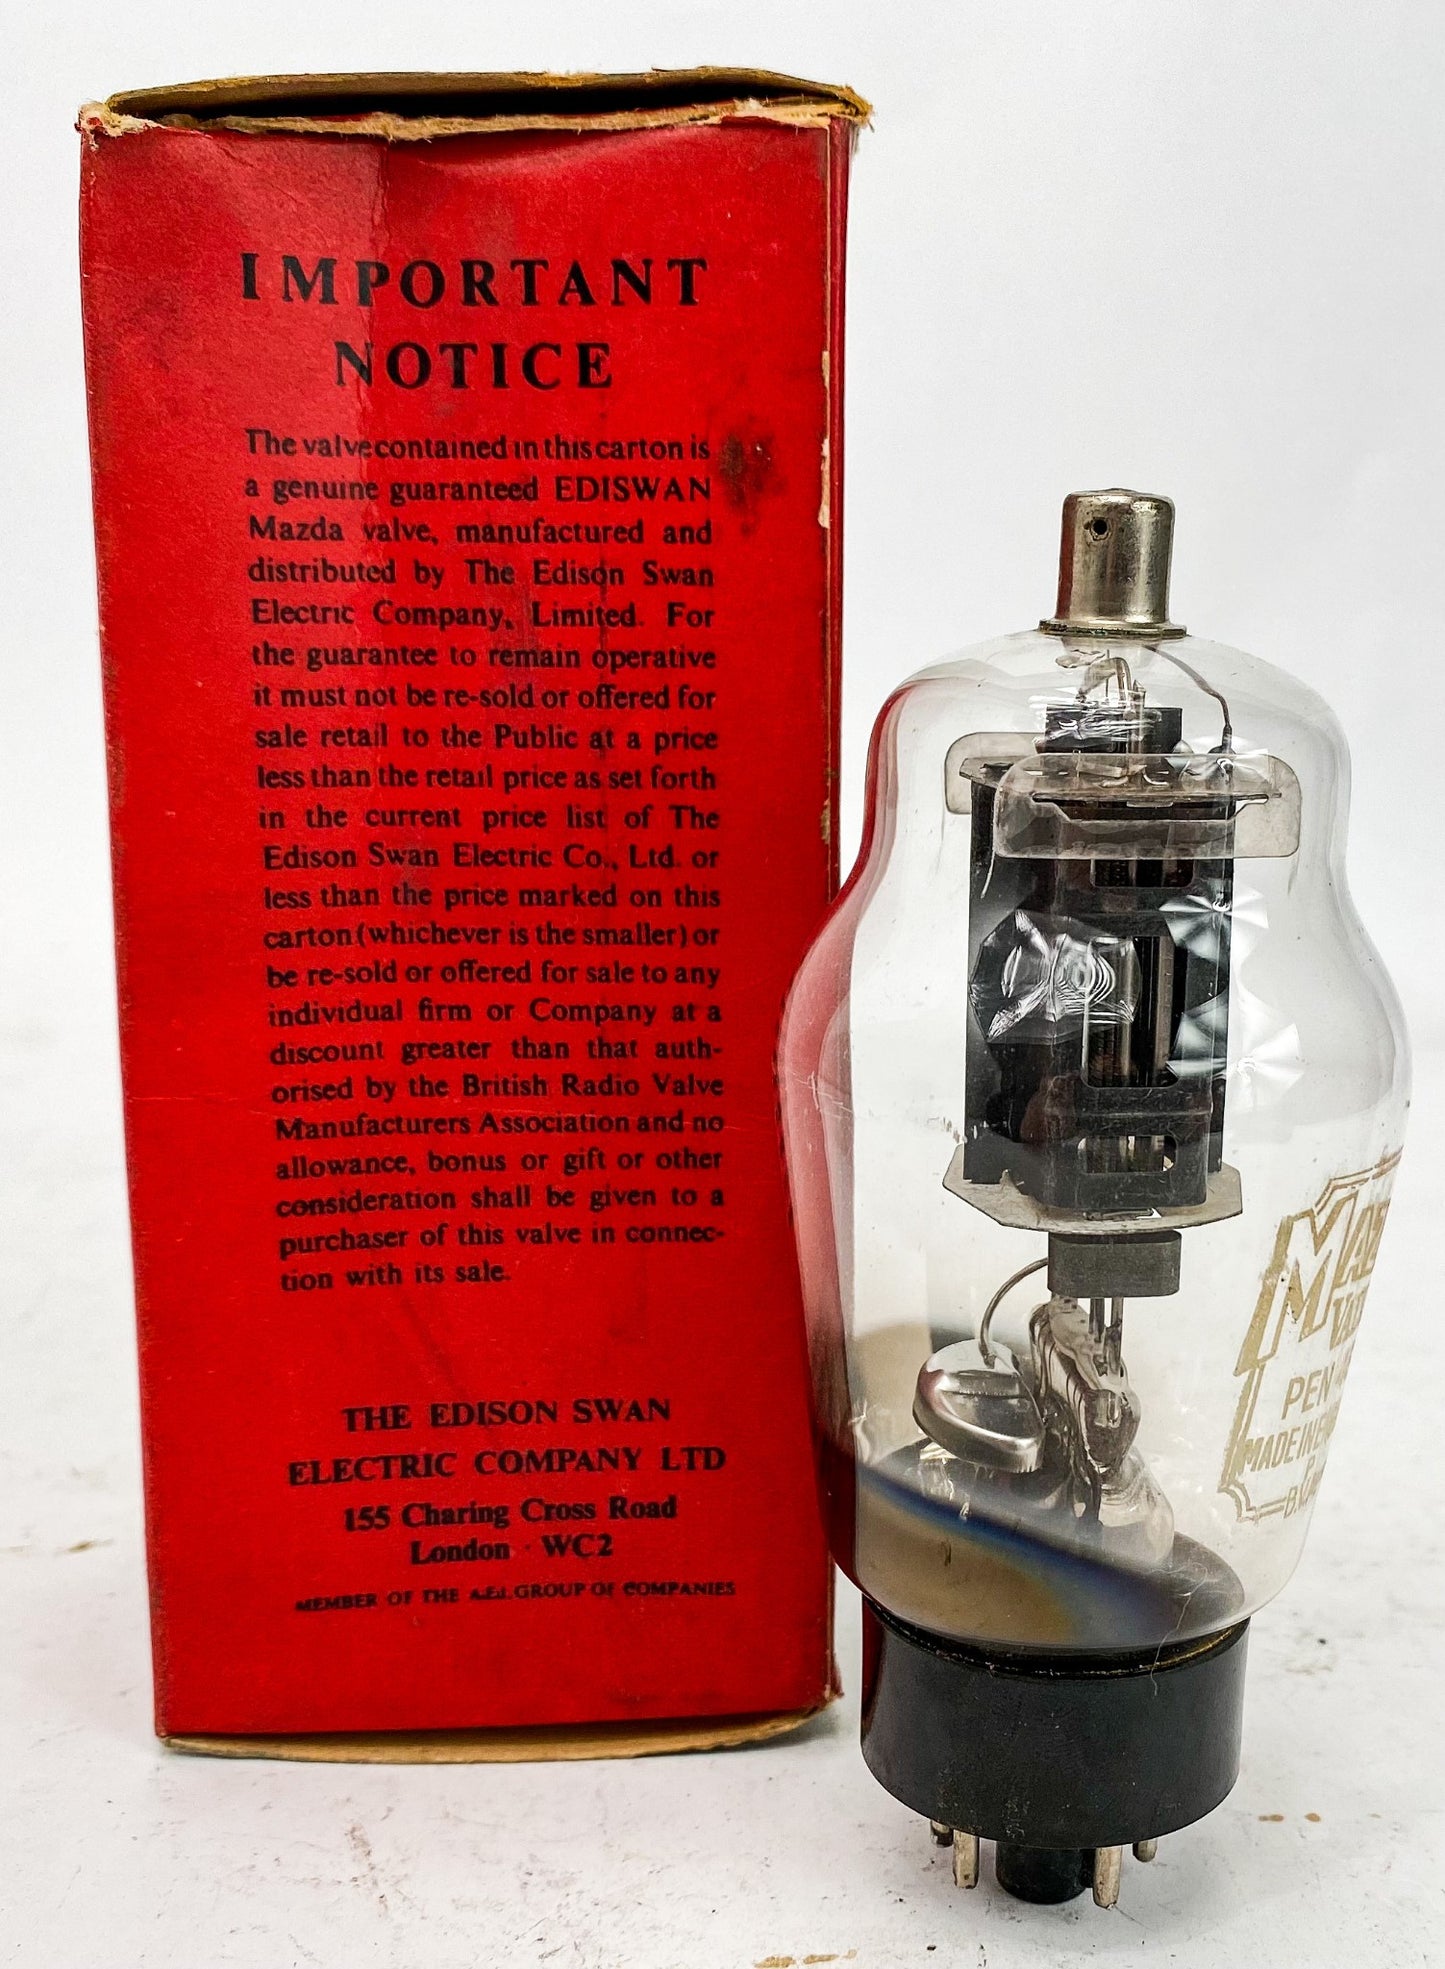 IMPORTANT
NOTICE
The valve contained in this carton is
a genuine guaranteed EDISWAN
Mazda valve, manufactured and
distributed by The Edison Swan
Electric Company, Limited. For
the guarantee to remain operative
it must not be re-sold or offered for
sale retail to the Public at a price
less than the retail price as set forth
in the current price list of The
Edison Swan Electric Co., Ltd. or
less than the price marked on this
carton (whichever is the smaller) or
be re-sold or offered for sale to any
individual firm or Company at a
discount greater than that auth-
orised by the British Radio Valve
Manufacturers Association and no
allowance, bonus or gift or other
consideration shall be given to a
purchaser of this valve in connec-
tion with its sale.
THE EDISON SWAN
ELECTRIC COMPANY LTD
155 Charing Cross Road
London WC2
MEMBER OF THE A.E.I. GROUP OF COMPANIES
PEN
MADE IN